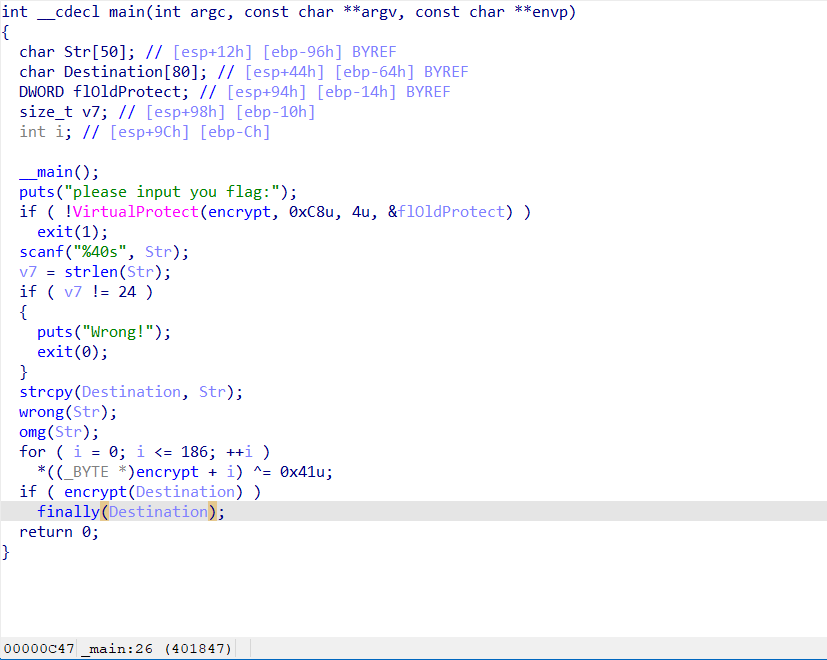 int __cdecl main(int argc, const char **argv, const char **envp)
{
  char Str[50]; // [esp+12h] [ebp-96h] BYREF
  char Destination[80]; // [esp+44h] [ebp-64h] BYREF
  DWORD flOldProtect; // [esp+94h] [ebp-14h] BYREF
  size_t v7; // [esp+98h] [ebp-10h]
  int i; // [esp+9Ch] [ebp-Ch]

  __main();
  puts("please input you flag:");
  if ( !VirtualProtect(encrypt, 0xC8u, 4u, &flOldProtect) )
    exit(1);
  scanf("%40s", Str);
  v7 = strlen(Str);
  if ( v7 != 24 )
  {
    puts("Wrong!");
    exit(0);
  }
  strcpy(Destination, Str);
  wrong(Str);
  omg(Str);
  for ( i = 0; i <= 186; ++i )
    *((_BYTE *)encrypt + i) ^= 0x41u;
  if ( encrypt(Destination) )
    finally(Destination);
  return 0;
}
00000C47 _main:26 (401847)